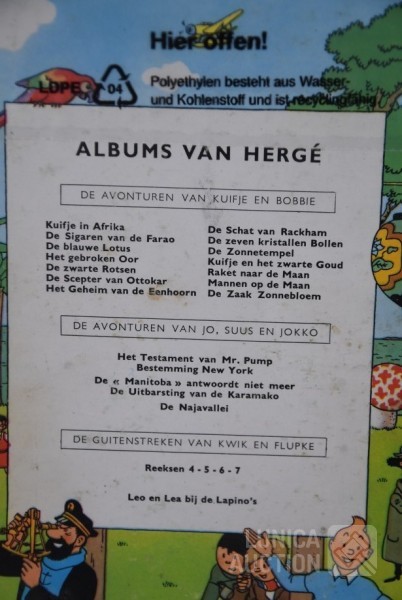 Hier offen!
LDPE 04
Polyethylen besteht aus Wasser-
und Kohlenstoff und ist recyclingfähig
ALBUMS VAN HERGÉ
DE AVONTUREN VAN KUIFJE EN BOBBIE
Kuifje in Afrika
De Sigaren van de Farao
De blauwe Lotus
Het gebroken Oor
De zwarte Rotsen
De Scepter van Ottokar
Het Geheim van de Eenhoorn
De Schat van Rackham
De zeven kristallen Bollen
De Zonnetempel
Kuifje en het zwarte Goud
Raket naar de Maan
Mannen op de Maan
De Zaak Zonnebloem
DE AVONTUREN VAN JO, SUUS EN JOKKO
Het Testament van Mr. Pump
Bestemming New York
De « Manitoba » antwoordt niet meer
De Uitbarsting van de Karamako
De Najavallei
DE GUITENSTREKEN VAN KWIK EN FLUPKE
Reeksen 4 - 5 - 6 - 7
Leo en Lea bij de Lapino's
LUNICA
AUCTION